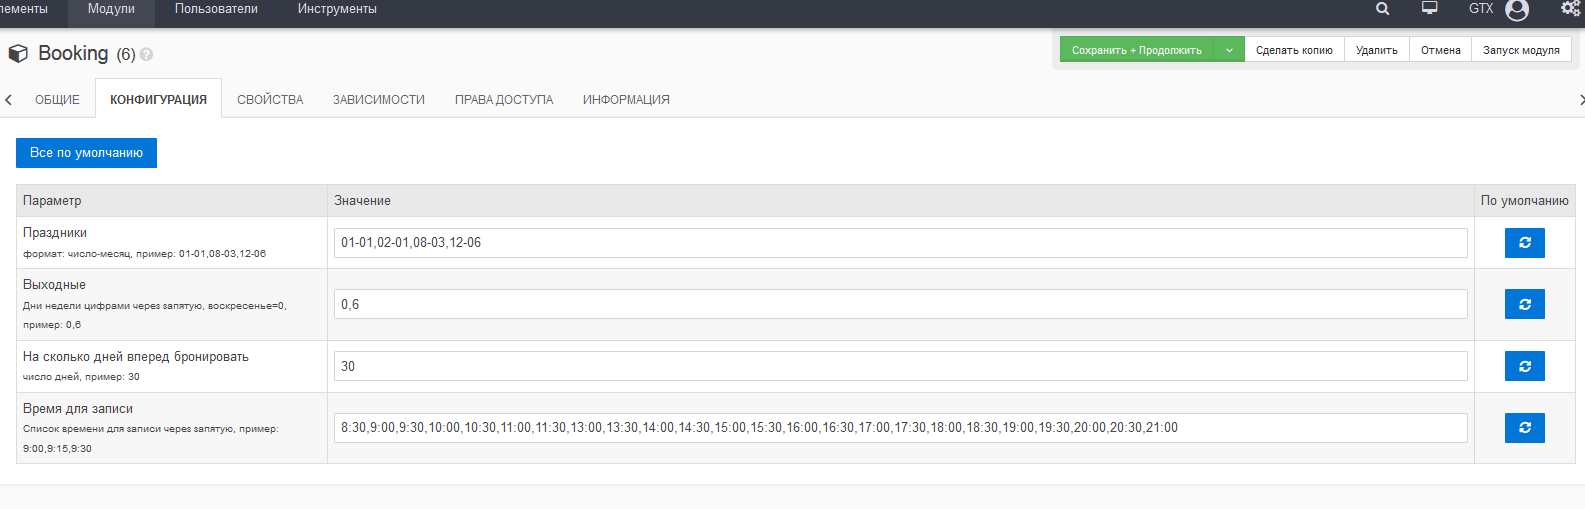 Модули Пользователи Инструменты GTX
Booking (6)
Сохранить + Продолжить Сделать копию Удалить Отмена Запуск модуля
ОБЩИЕ КОНФИГУРАЦИЯ СВОЙСТВА ЗАВИСИМОСТИ ПРАВА ДОСТУПА ИНФОРМАЦИЯ
Все по умолчанию
Параметр Значение По умолчанию
Праздники
формат: число-месяц, пример: 01-01,08-03,12-06
01-01,02-01,08-03,12-06
Выходные
Дни недели цифрами через запятую, воскресенье=0,
пример: 0,6
0,6
На сколько дней вперед бронировать
число дней, пример: 30
30
Время для записи
Список времени для записи через запятую, пример:
9:00,9:15,9:30
8:30,9:00,9:30,10:00,10:30,11:00,11:30,13:00,13:30,14:00,14:30,15:00,15:30,16:00,16:30,17:00,17:30,18:00,18:30,19:00,19:30,20:00,20:30,21:00